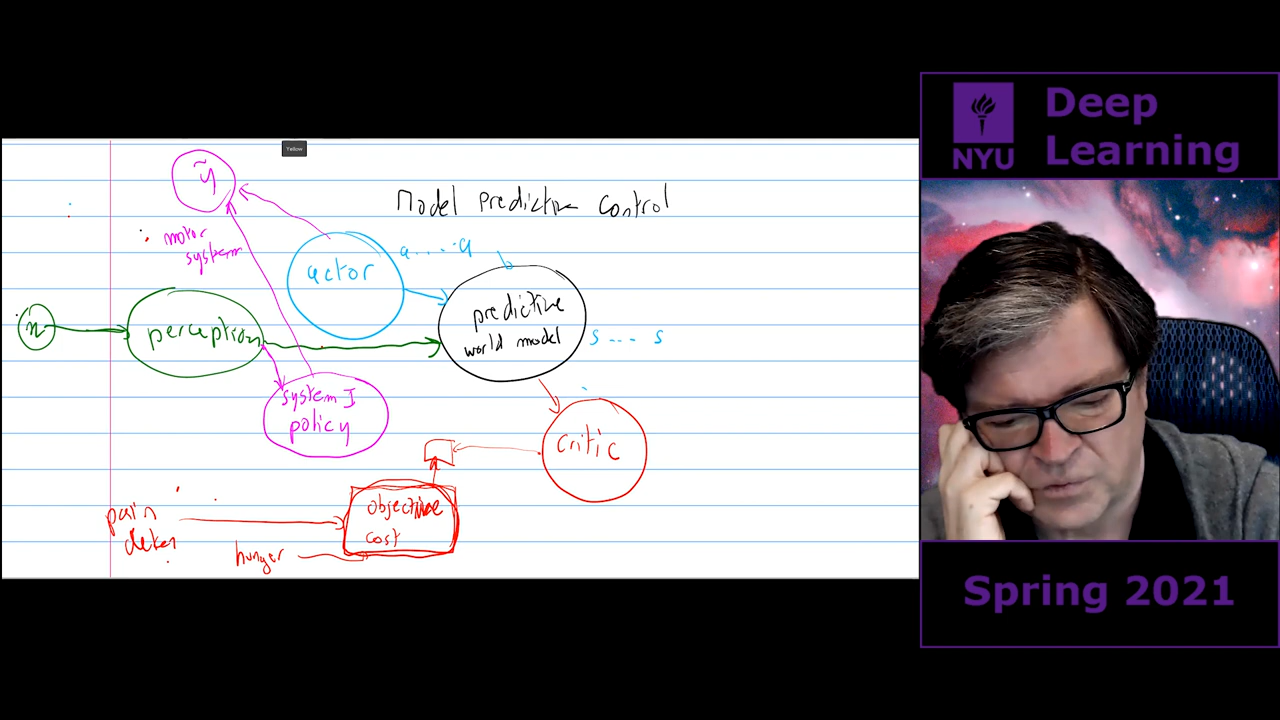 Yellow
ỹ
Model Predictive Control
motor
system
actor
a....a
x
perception
predictive
world model
s ... s
system I
policy
critic
objective
cost
pain
hunger
NYU
Deep
Learning
Spring 2021